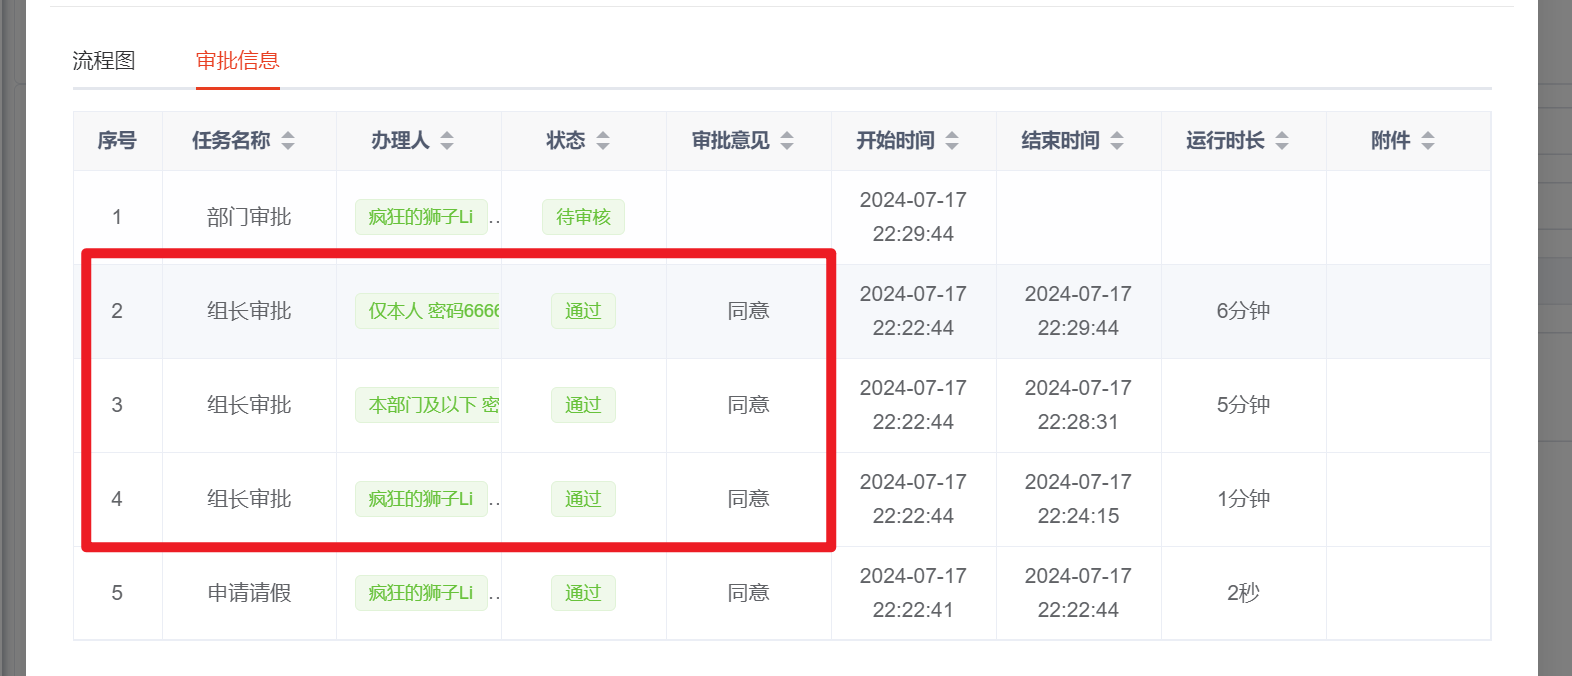 流程图 审批信息
序号 任务名称 办理人 状态 审批意见 开始时间 结束时间 运行时长 附件
1 部门审批 疯狂的狮子Li .. 待审核 2024-07-17 22:29:44
2 组长审批 仅本人 密码6666 通过 同意 2024-07-17 22:22:44 2024-07-17 22:29:44 6分钟
3 组长审批 本部门及以下 密 通过 同意 2024-07-17 22:22:44 2024-07-17 22:28:31 5分钟
4 组长审批 疯狂的狮子Li .. 通过 同意 2024-07-17 22:22:44 2024-07-17 22:24:15 1分钟
5 申请请假 疯狂的狮子Li .. 通过 同意 2024-07-17 22:22:41 2024-07-17 22:22:44 2秒